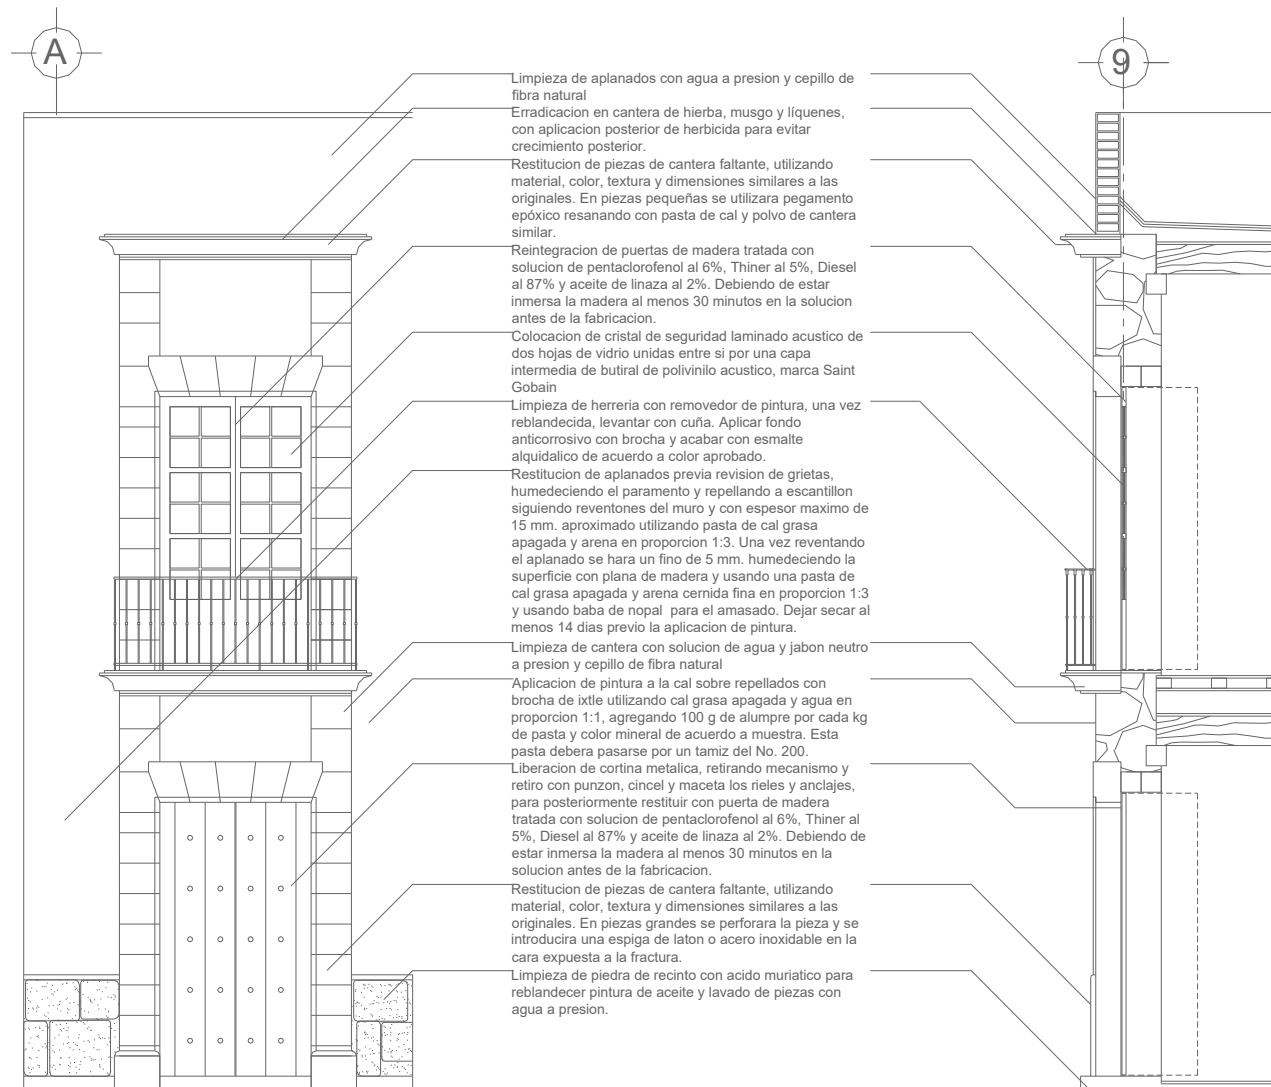 A
9
Limpieza de aplanados con agua a presion y cepillo de
fibra natural
Erradicacion en cantera de hierba, musgo y líquenes,
con aplicacion posterior de herbicida para evitar
crecimiento posterior.
Restitucion de piezas de cantera faltante, utilizando
material, color, textura y dimensiones similares a las
originales. En piezas pequeñas se utilizara pegamento
epóxico resanando con pasta de cal y polvo de cantera
similar.
Reintegracion de puertas de madera tratada con
solucion de pentaclorofenol al 6%, Thiner al 5%, Diesel
al 87% y aceite de linaza al 2%. Debiendo de estar
inmersa la madera al menos 30 minutos en la solucion
antes de la fabricacion.
Colocacion de cristal de seguridad laminado acustico de
dos hojas de vidrio unidas entre si por una capa
intermedia de butiral de polivinilo acustico, marca Saint
Gobain
Limpieza de herreria con removedor de pintura, una vez
reblandecida, levantar con cuña. Aplicar fondo
anticorrosivo con brocha y acabar con esmalte
alquidalico de acuerdo a color aprobado.
Restitucion de aplanados previa revision de grietas,
humedeciendo el paramento y repellando a escantillon
siguiendo reventones del muro y con espesor maximo de
15 mm. aproximado utilizando pasta de cal grasa
apagada y arena en proporcion 1:3. Una vez reventando
el aplanado se hara un fino de 5 mm. humedeciendo la
superficie con plana de madera y usando una pasta de
cal grasa apagada y arena cernida fina en proporcion 1:3
y usando baba de nopal para el amasado. Dejar secar al
menos 14 dias previo la aplicacion de pintura.
Limpieza de cantera con solucion de agua y jabon neutro
a presion y cepillo de fibra natural
Aplicacion de pintura a la cal sobre repellados con
brocha de ixtle utilizando cal grasa apagada y agua en
proporcion 1:1, agregando 100 g de alumpre por cada kg
de pasta y color mineral de acuerdo a muestra. Esta
pasta debera pasarse por un tamiz del No. 200.
Liberacion de cortina metalica, retirando mecanismo y
retiro con punzon, cincel y maceta los rieles y anclajes,
para posteriormente restituir con puerta de madera
tratada con solucion de pentaclorofenol al 6%, Thiner al
5%, Diesel al 87% y aceite de linaza al 2%. Debiendo de
estar inmersa la madera al menos 30 minutos en la
solucion antes de la fabricacion.
Restitucion de piezas de cantera faltante, utilizando
material, color, textura y dimensiones similares a las
originales. En piezas grandes se perforara la pieza y se
introducira una espiga de laton o acero inoxidable en la
cara expuesta a la fractura.
Limpieza de piedra de recinto con acido muriatico para
reblandecer pintura de aceite y lavado de piezas con
agua a presion.